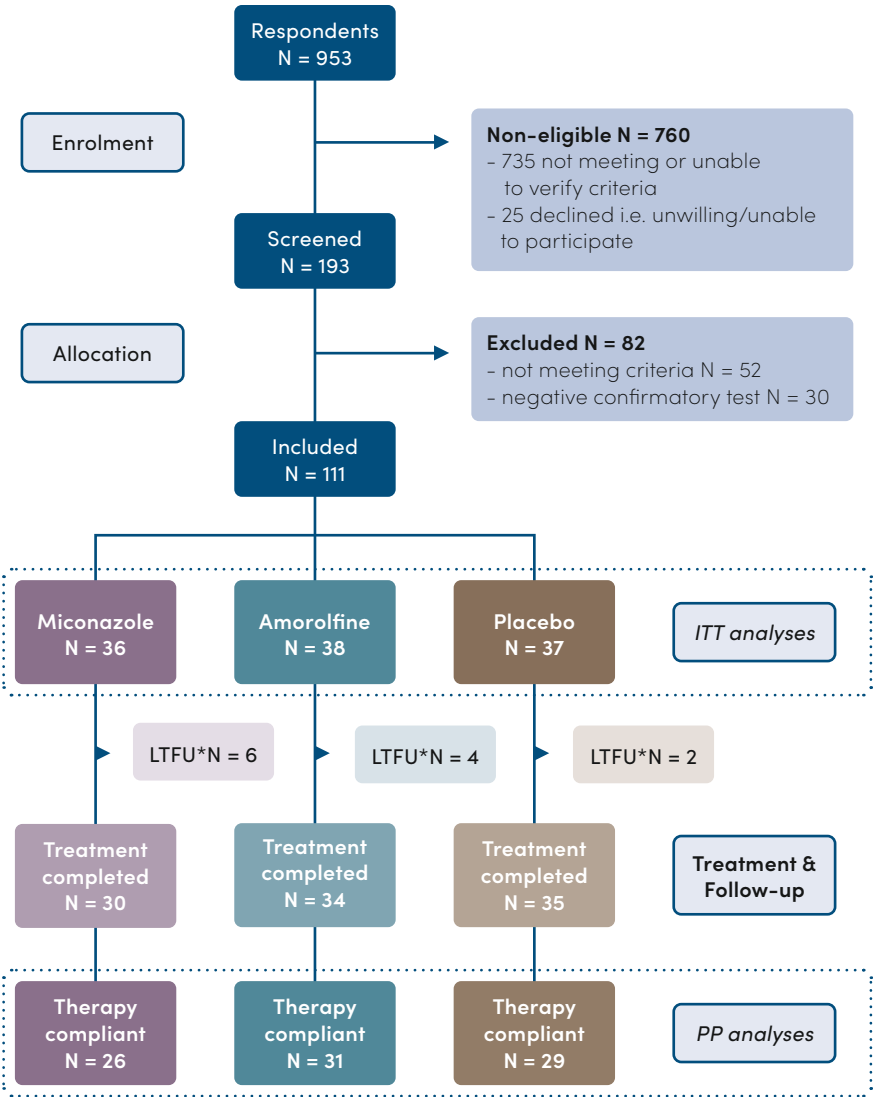 Respondents
N = 953
Enrolment
Non-eligible N = 760
- 735 not meeting or unable
to verify criteria
- 25 declined i.e. unwilling/unable
to participate
Screened
N = 193
Allocation
Excluded N = 82
- not meeting criteria N = 52
- negative confirmatory test N = 30
Included
N = 111
Miconazole
N = 36
Amorolfine
N = 38
Placebo
N = 37
ITT analyses
LTFU*N = 6
LTFU*N = 4
LTFU*N = 2
Treatment
completed
N = 30
Treatment
completed
N = 34
Treatment
completed
N = 35
Treatment &
Follow-up
Therapy
compliant
N = 26
Therapy
compliant
N = 31
Therapy
compliant
N = 29
PP analyses